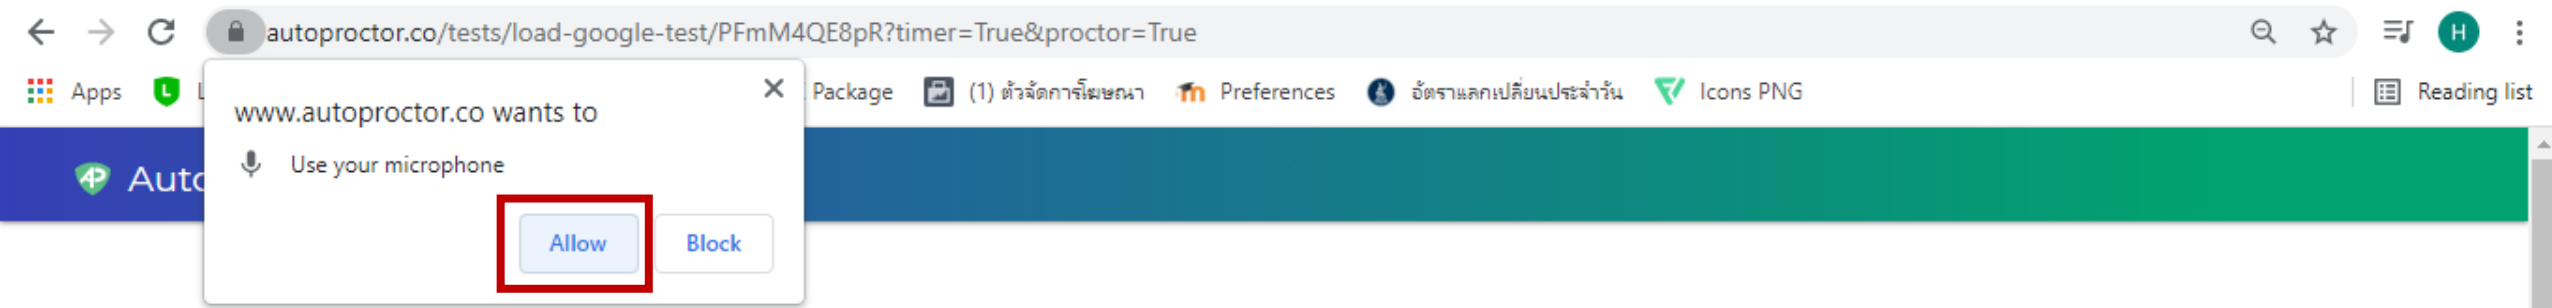 autoproctor.co/tests/load-google-test/PFmM4QE8pR?timer=True&proctor=True
H
Apps
L
Package
(1) ตัวจัดการโฆษณา
Preferences
อัตราแลกเปลี่ยนประจำวัน
Icons PNG
Reading list
www.autoproctor.co wants to
Use your microphone
Allow
Block
AP Auto